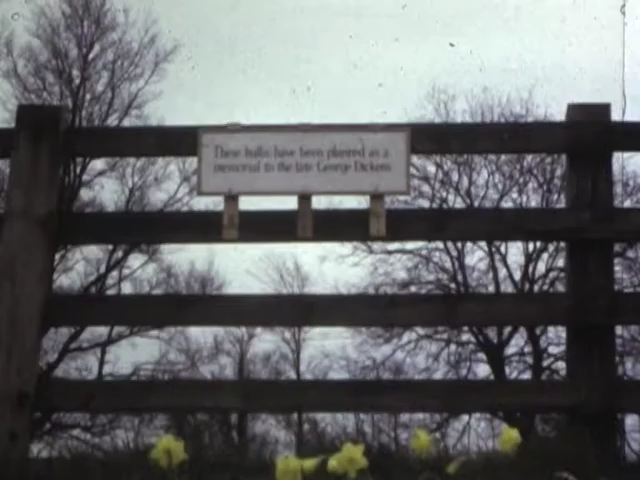 These bulbs have been planted as a
memorial to the late George Dickens